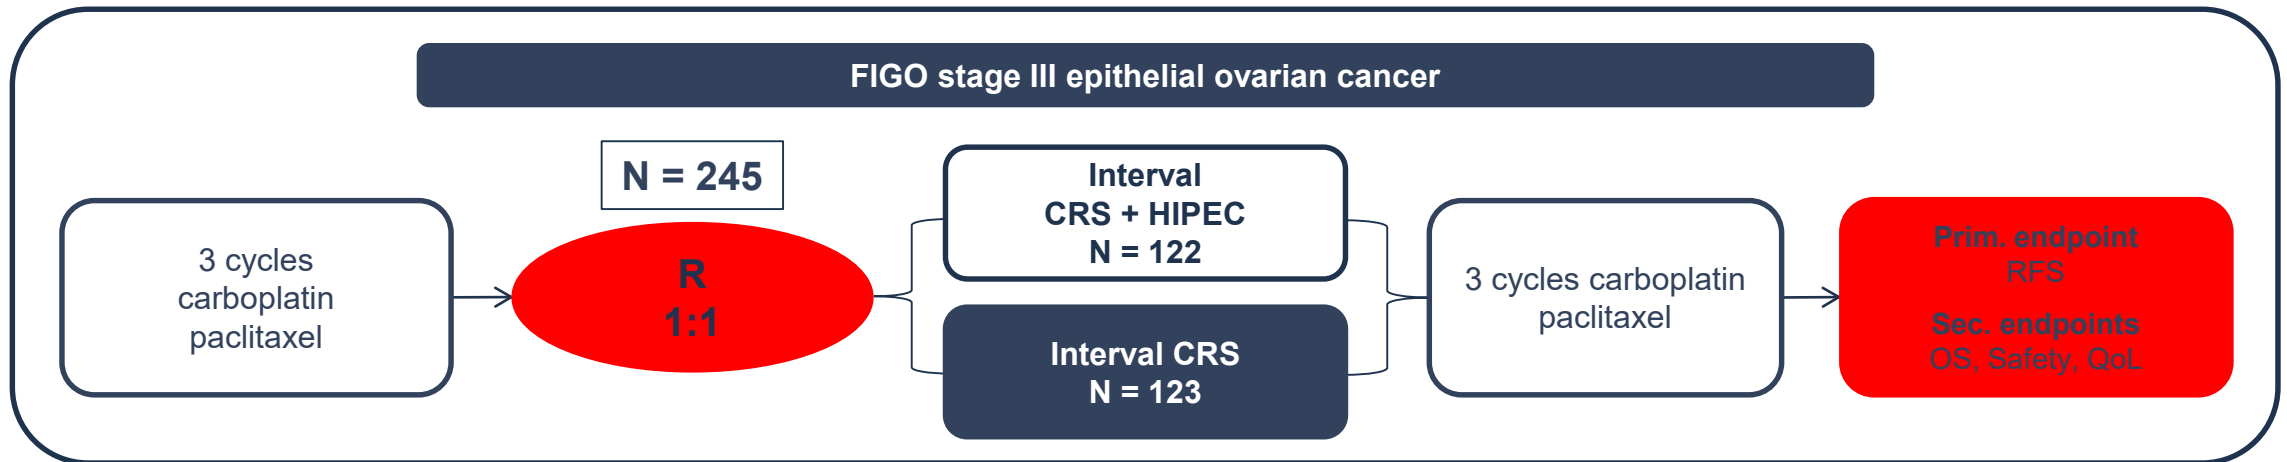 FIGO stage III epithelial ovarian cancer
3 cycles
carboplatin
paclitaxel
N = 245
R
1:1
Interval
CRS + HIPEC
N = 122
Interval CRS
N = 123
3 cycles carboplatin
paclitaxel
Prim. endpoint
RFS
Sec. endpoints
OS, Safety, QoL